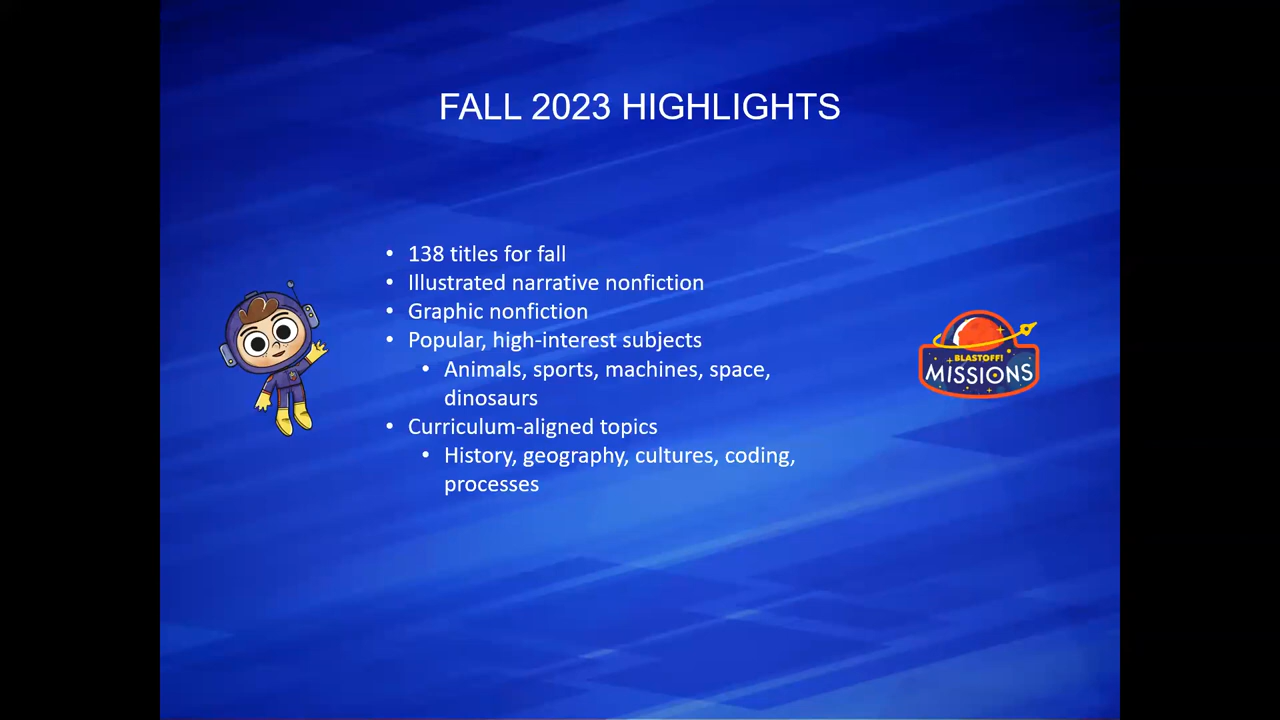 FALL 2023 HIGHLIGHTS
• 138 titles for fall
• Illustrated narrative nonfiction
• Graphic nonfiction
• Popular, high-interest subjects
• Animals, sports, machines, space,
dinosaurs
• Curriculum-aligned topics
• History, geography, cultures, coding,
processes
BLASTOFF!
MISSIONS